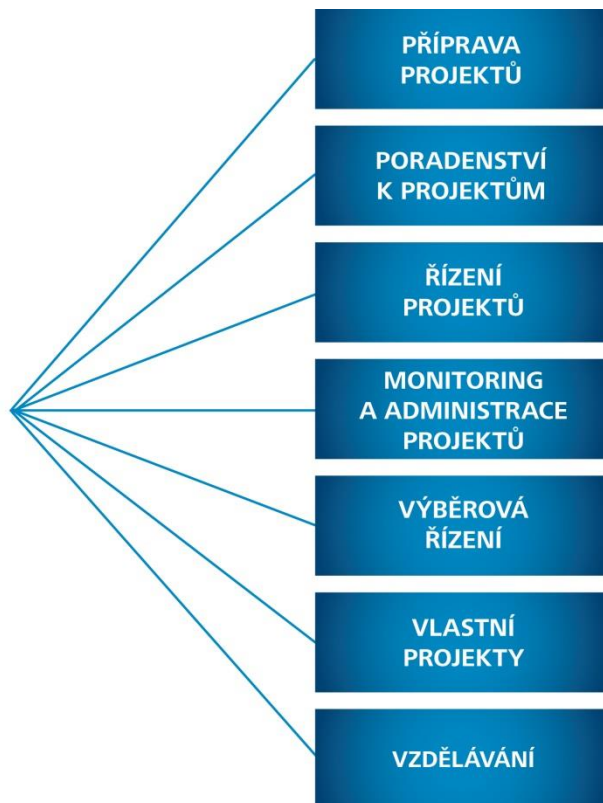 PŘÍPRAVA
PROJEKTŮ
PORADENSTVÍ
K PROJEKTŮM
ŘÍZENÍ
PROJEKTŮ
MONITORING
A ADMINISTRACE
PROJEKTŮ
VÝBĚROVÁ
ŘÍZENÍ
VLASTNÍ
PROJEKTY
VZDĚLÁVÁNÍ